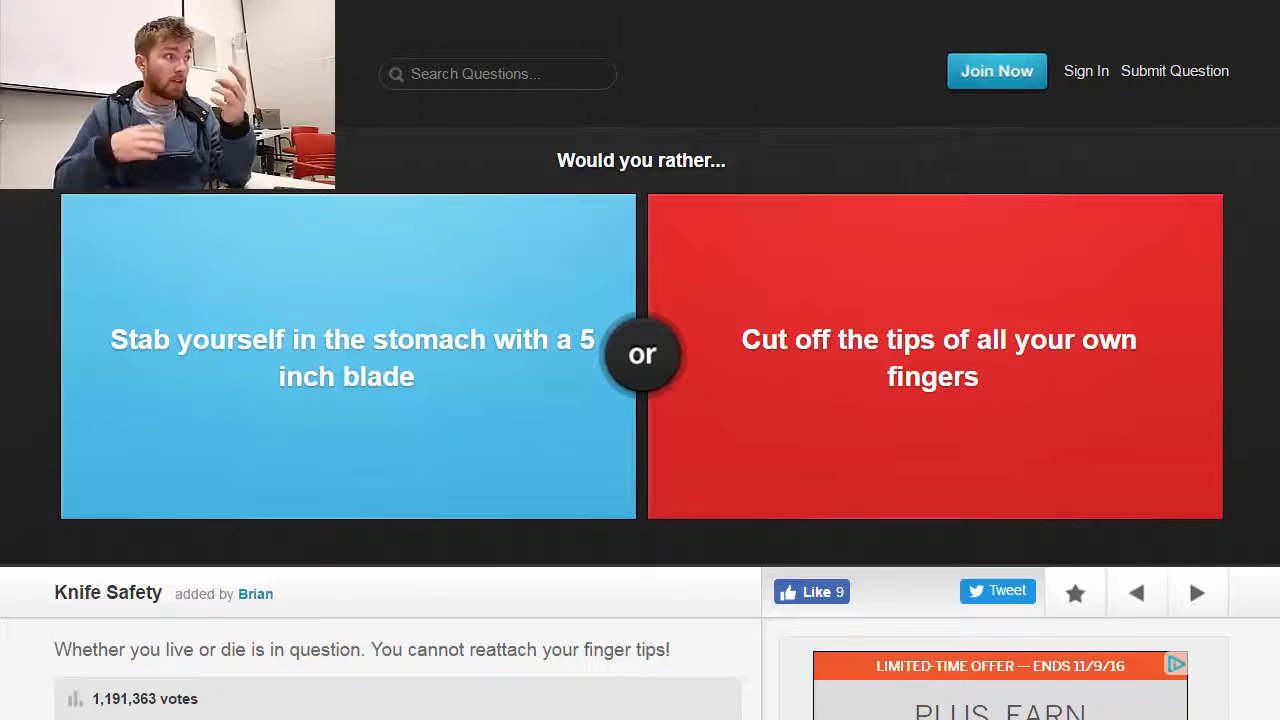 Search Questions...
Join Now
Sign In
Submit Question
Would you rather...
Stab yourself in the stomach with a 5
inch blade
or
Cut off the tips of all your own
fingers
Knife Safety added by Brian
Like 9
Tweet
Whether you live or die is in question. You cannot reattach your finger tips!
1,191,363 votes
LIMITED-TIME OFFER — ENDS 11/9/16
PLUS, EARN